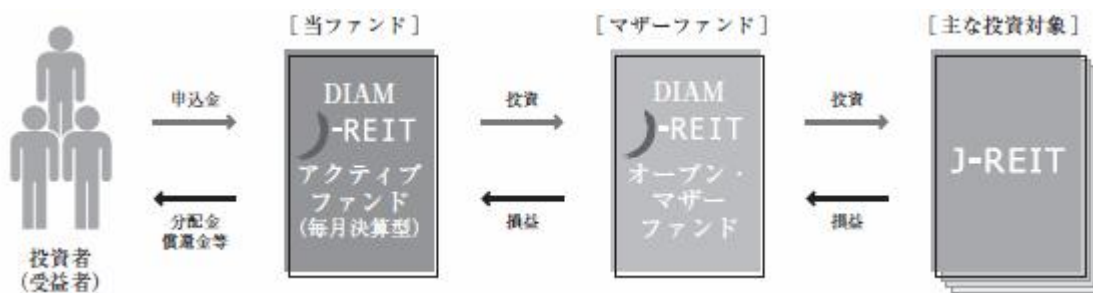 [当ファンド]
[マザーファンド]
[主な投資対象]
申込金
投資
投資
DIAM
J-REIT
アクティブ
ファンド
(毎月決算型)
DIAM
J-REIT
オープン・
マザー
ファンド
J-REIT
分配金
償還金等
損益
損益
投資者
(受益者)